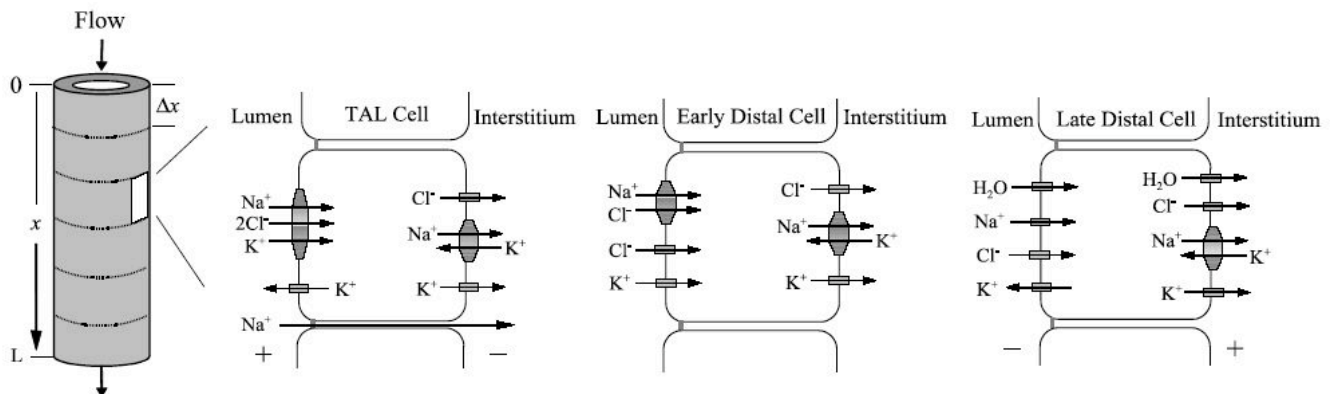 Flow
0
Δx
x
L
Lumen TAL Cell Interstitium
Na⁺
2Cl⁻
K⁺
K⁺
Cl⁻
Na⁺
K⁺
K⁺
Na⁺
+ −
Lumen Early Distal Cell Interstitium
Na⁺
Cl⁻
Cl⁻
K⁺
Cl⁻
Na⁺
K⁺
K⁺
Lumen Late Distal Cell Interstitium
H₂O
Na⁺
Cl⁻
K⁺
H₂O
Cl⁻
Na⁺
K⁺
K⁺
− +